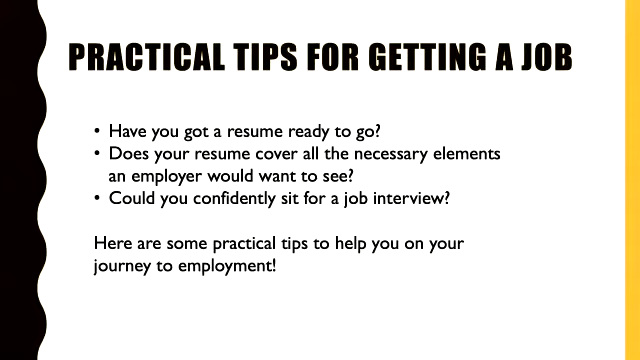 PRACTICAL TIPS FOR GETTING A JOB
• Have you got a resume ready to go?
• Does your resume cover all the necessary elements
an employer would want to see?
• Could you confidently sit for a job interview?
Here are some practical tips to help you on your
journey to employment!